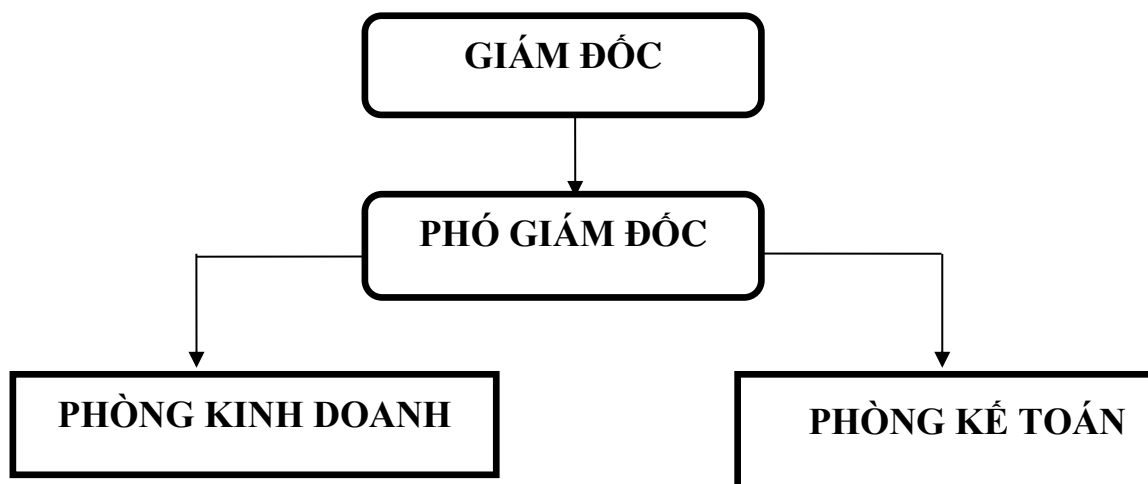 GIÁM ĐỐC
PHÓ GIÁM ĐỐC
PHÒNG KINH DOANH
PHÒNG KẾ TOÁN